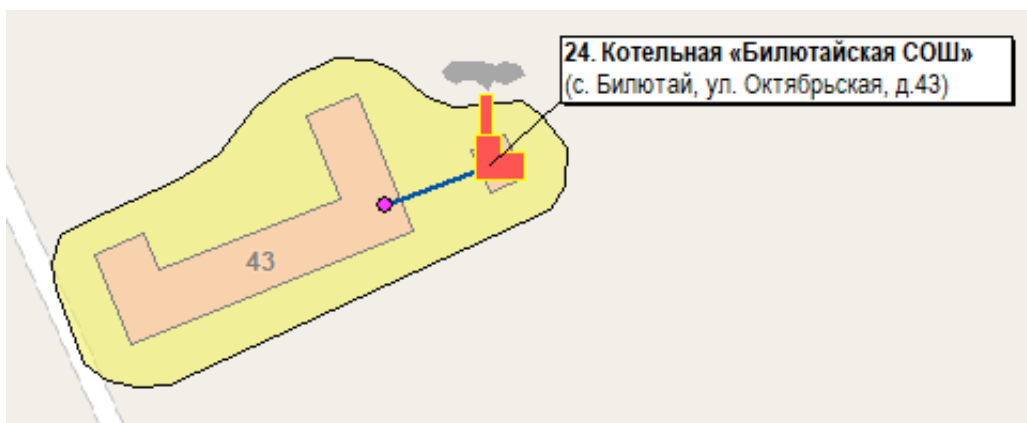 24. Котельная «Билютайская СОШ»
(с. Билютай, ул. Октябрьская, д.43)
43